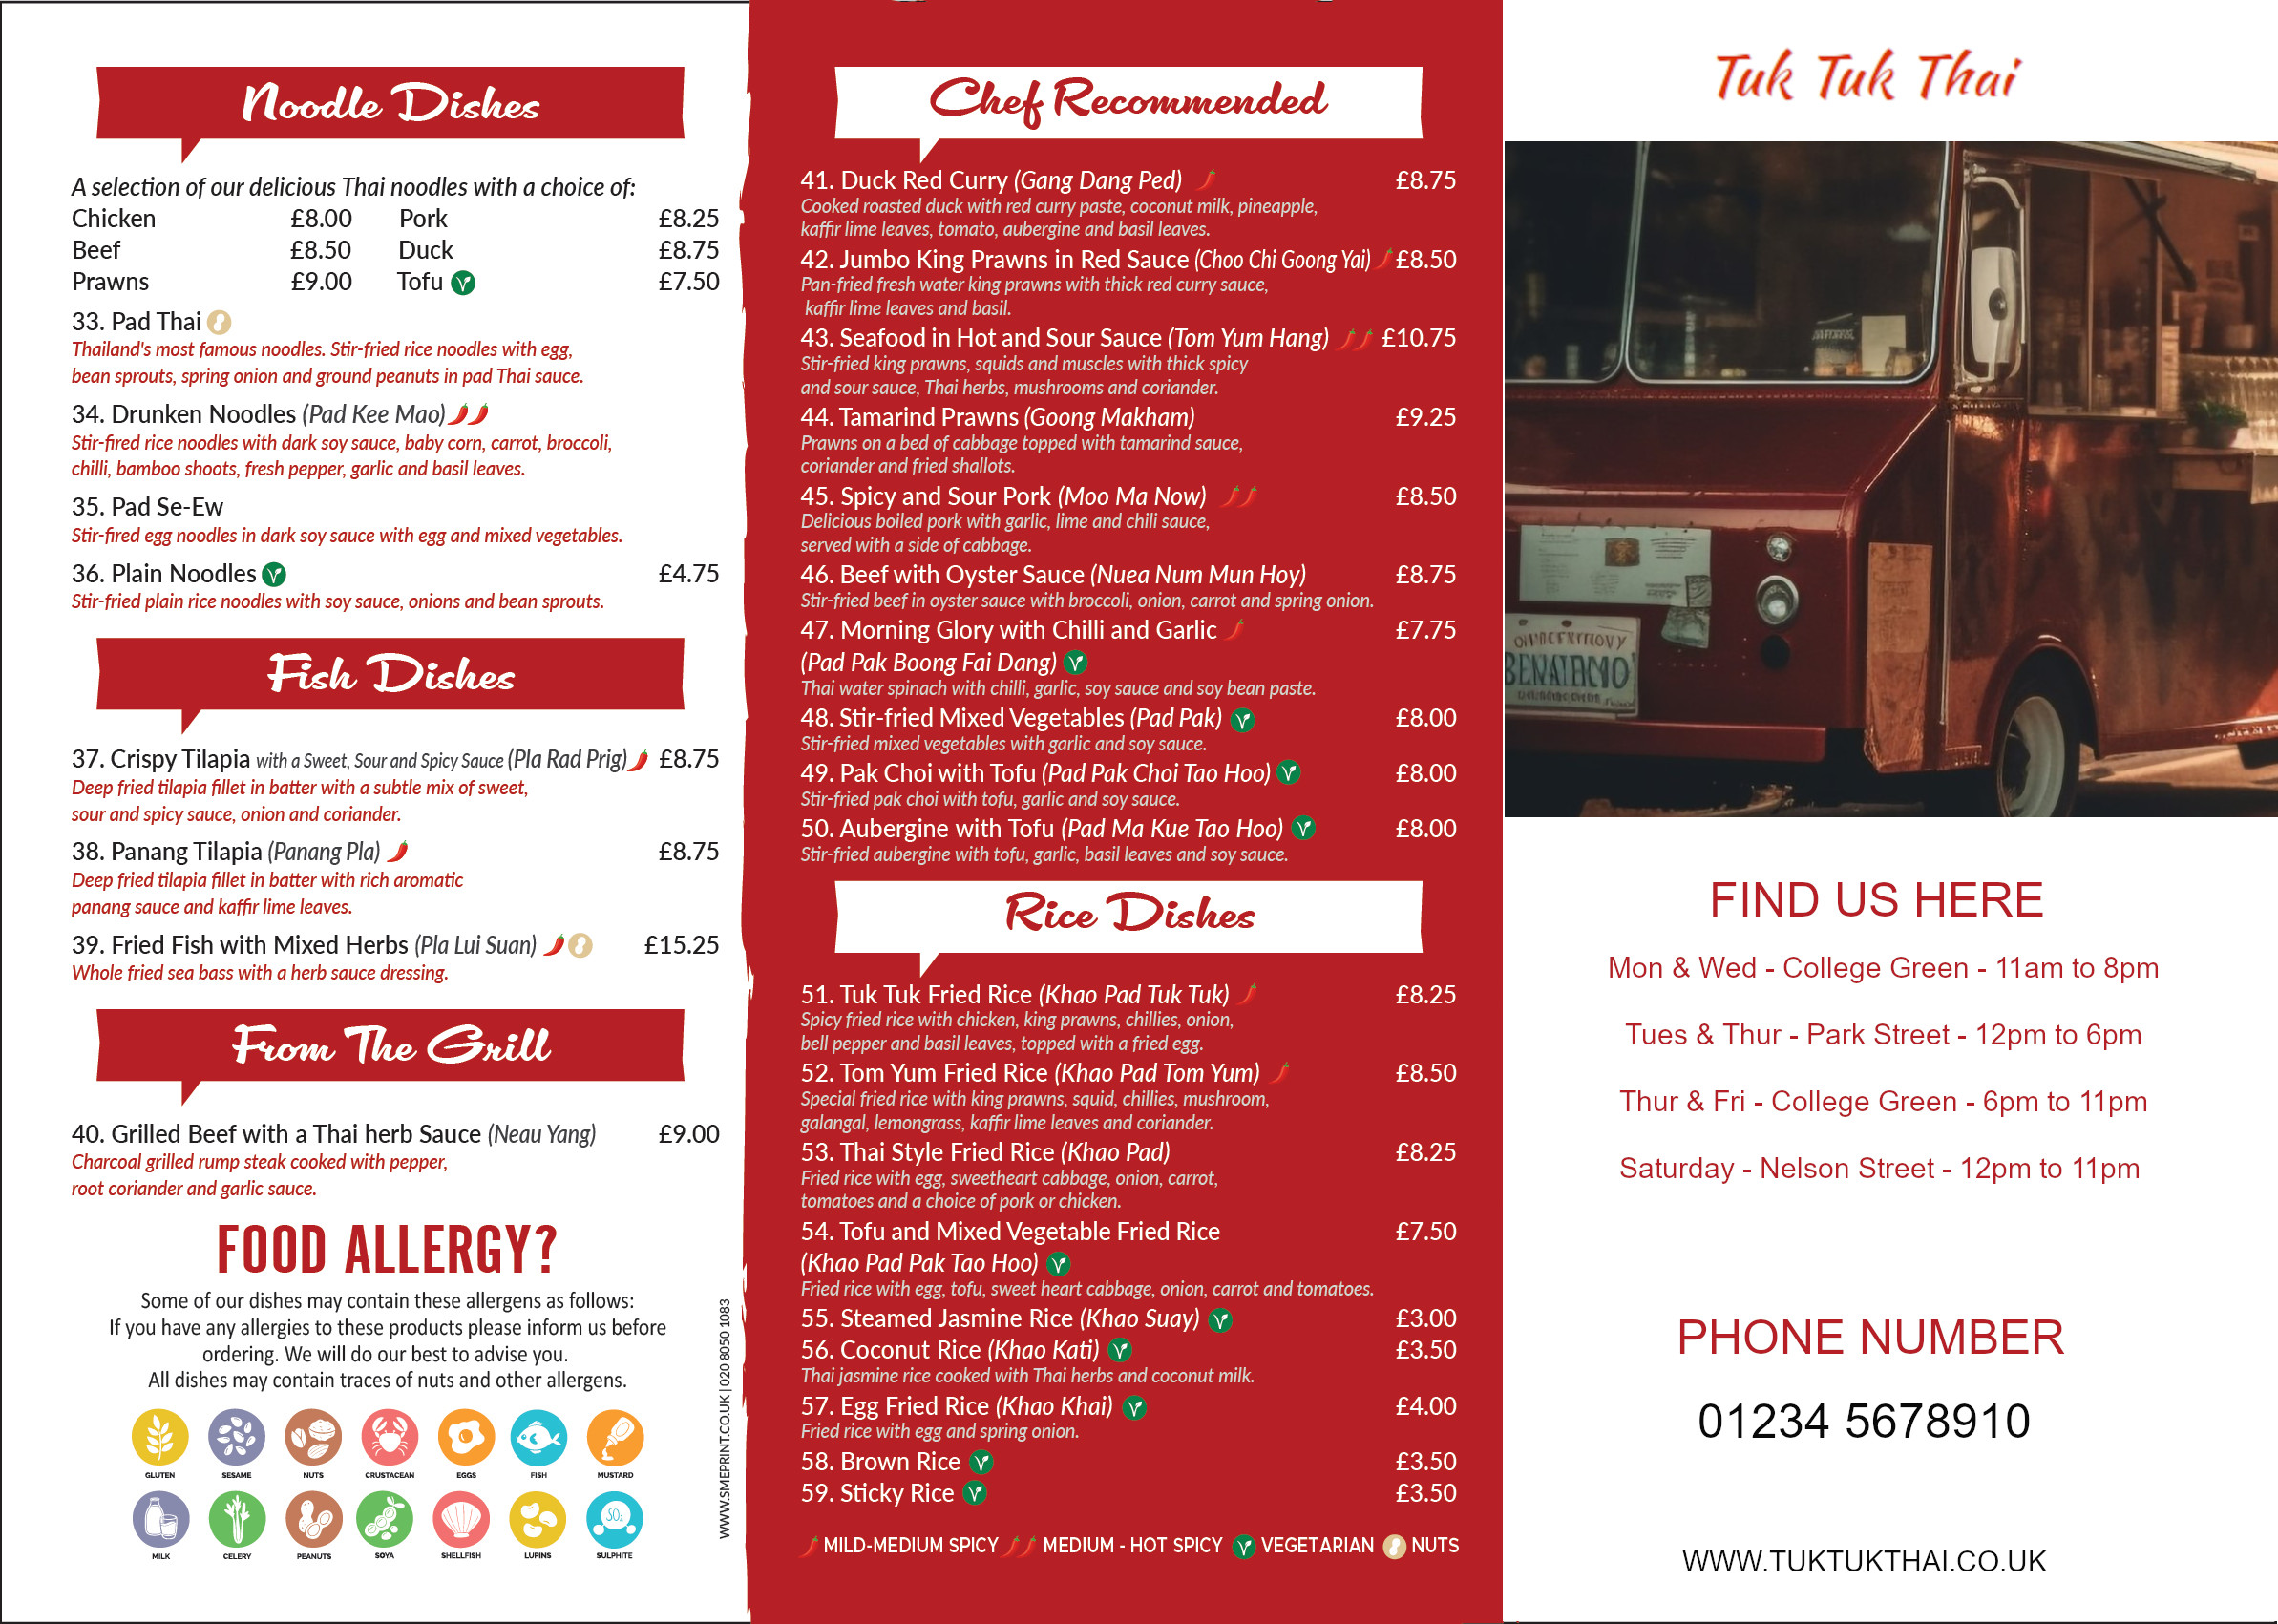 Noodle Dishes
A selection of our delicious Thai noodles with a choice of:
Chicken £8.00 Pork £8.25
Beef £8.50 Duck £8.75
Prawns £9.00 Tofu £7.50
33. Pad Thai
Thailand's most famous noodles. Stir-fried rice noodles with egg,
bean sprouts, spring onion and ground peanuts in pad Thai sauce.
34. Drunken Noodles (Pad Kee Mao)
Stir-fired rice noodles with dark soy sauce, baby corn, carrot, broccoli,
chilli, bamboo shoots, fresh pepper, garlic and basil leaves.
35. Pad Se-Ew
Stir-fired egg noodles in dark soy sauce with egg and mixed vegetables.
36. Plain Noodles £4.75
Stir-fried plain rice noodles with soy sauce, onions and bean sprouts.
Fish Dishes
37. Crispy Tilapia with a Sweet, Sour and Spicy Sauce (Pla Rad Prig) £8.75
Deep fried tilapia fillet in batter with a subtle mix of sweet,
sour and spicy sauce, onion and coriander.
38. Panang Tilapia (Panang Pla) £8.75
Deep fried tilapia fillet in batter with rich aromatic
panang sauce and kaffir lime leaves.
39. Fried Fish with Mixed Herbs (Pla Lui Suan) £15.25
Whole fried sea bass with a herb sauce dressing.
From The Grill
40. Grilled Beef with a Thai herb Sauce (Neau Yang) £9.00
Charcoal grilled rump steak cooked with pepper,
root coriander and garlic sauce.
FOOD ALLERGY?
Some of our dishes may contain these allergens as follows:
If you have any allergies to these products please inform us before
ordering. We will do our best to advise you.
All dishes may contain traces of nuts and other allergens.
GLUTEN SESAME NUTS CRUSTACEAN EGGS FISH MUSTARD
SO₂
MILK CELERY PEANUTS SOYA SHELLFISH LUPINS SULPHITE
WWW.SMEPRINT.CO.UK | 020 8050 1083
Chef Recommended
41. Duck Red Curry (Gang Dang Ped) £8.75
Cooked roasted duck with red curry paste, coconut milk, pineapple,
kaffir lime leaves, tomato, aubergine and basil leaves.
42. Jumbo King Prawns in Red Sauce (Choo Chi Goong Yai) £8.50
Pan-fried fresh water king prawns with thick red curry sauce,
kaffir lime leaves and basil.
43. Seafood in Hot and Sour Sauce (Tom Yum Hang) £10.75
Stir-fried king prawns, squids and muscles with thick spicy
and sour sauce, Thai herbs, mushrooms and coriander.
44. Tamarind Prawns (Goong Makham) £9.25
Prawns on a bed of cabbage topped with tamarind sauce,
coriander and fried shallots.
45. Spicy and Sour Pork (Moo Ma Now) £8.50
Delicious boiled pork with garlic, lime and chili sauce,
served with a side of cabbage.
46. Beef with Oyster Sauce (Nuea Num Mun Hoy) £8.75
Stir-fried beef in oyster sauce with broccoli, onion, carrot and spring onion.
47. Morning Glory with Chilli and Garlic £7.75
(Pad Pak Boong Fai Dang)
Thai water spinach with chilli, garlic, soy sauce and soy bean paste.
48. Stir-fried Mixed Vegetables (Pad Pak) £8.00
Stir-fried mixed vegetables with garlic and soy sauce.
49. Pak Choi with Tofu (Pad Pak Choi Tao Hoo) £8.00
Stir-fried pak choi with tofu, garlic and soy sauce.
50. Aubergine with Tofu (Pad Ma Kue Tao Hoo) £8.00
Stir-fried aubergine with tofu, garlic, basil leaves and soy sauce.
Rice Dishes
51. Tuk Tuk Fried Rice (Khao Pad Tuk Tuk) £8.25
Spicy fried rice with chicken, king prawns, chillies, onion,
bell pepper and basil leaves, topped with a fried egg.
52. Tom Yum Fried Rice (Khao Pad Tom Yum) £8.50
Special fried rice with king prawns, squid, chillies, mushroom,
galangal, lemongrass, kaffir lime leaves and coriander.
53. Thai Style Fried Rice (Khao Pad) £8.25
Fried rice with egg, sweetheart cabbage, onion, carrot,
tomatoes and a choice of pork or chicken.
54. Tofu and Mixed Vegetable Fried Rice £7.50
(Khao Pad Pak Tao Hoo)
Fried rice with egg, tofu, sweet heart cabbage, onion, carrot and tomatoes.
55. Steamed Jasmine Rice (Khao Suay) £3.00
56. Coconut Rice (Khao Kati) £3.50
Thai jasmine rice cooked with Thai herbs and coconut milk.
57. Egg Fried Rice (Khao Khai) £4.00
Fried rice with egg and spring onion.
58. Brown Rice £3.50
59. Sticky Rice £3.50
MILD-MEDIUM SPICY MEDIUM - HOT SPICY VEGETARIAN NUTS
Tuk Tuk Thai
FIND US HERE
Mon & Wed - College Green - 11am to 8pm
Tues & Thur - Park Street - 12pm to 6pm
Thur & Fri - College Green - 6pm to 11pm
Saturday - Nelson Street - 12pm to 11pm
PHONE NUMBER
01234 5678910
WWW.TUKTUKTHAI.CO.UK